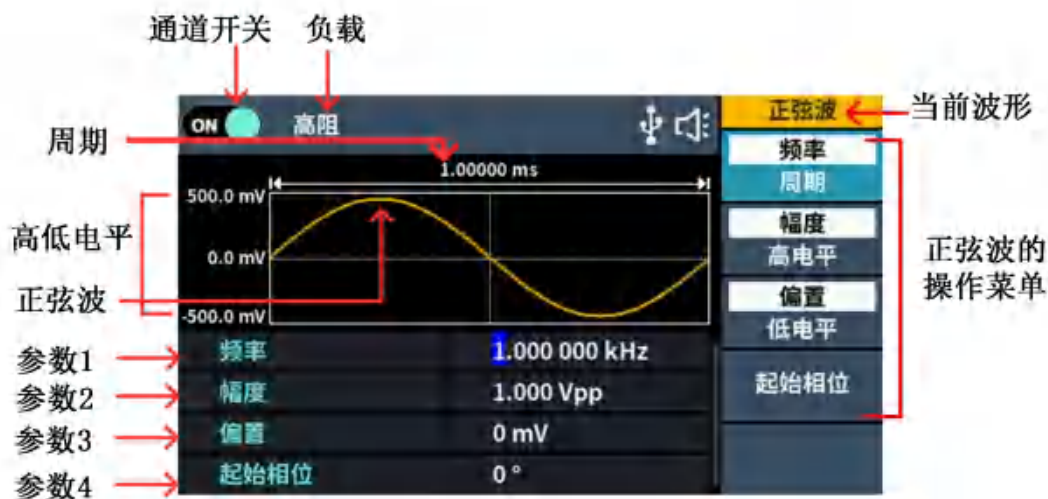 通道开关 负载
ON 高阻 正弦波 当前波形
周期
1.00000 ms
频率
周期
500.0 mV
高低电平
幅度
高电平
0.0 mV
正弦波的
操作菜单
正弦波
偏置
低电平
-500.0 mV
参数1 频率 1.000 000 kHz
参数2 幅度 1.000 Vpp
起始相位
参数3 偏置 0 mV
参数4 起始相位 0 °